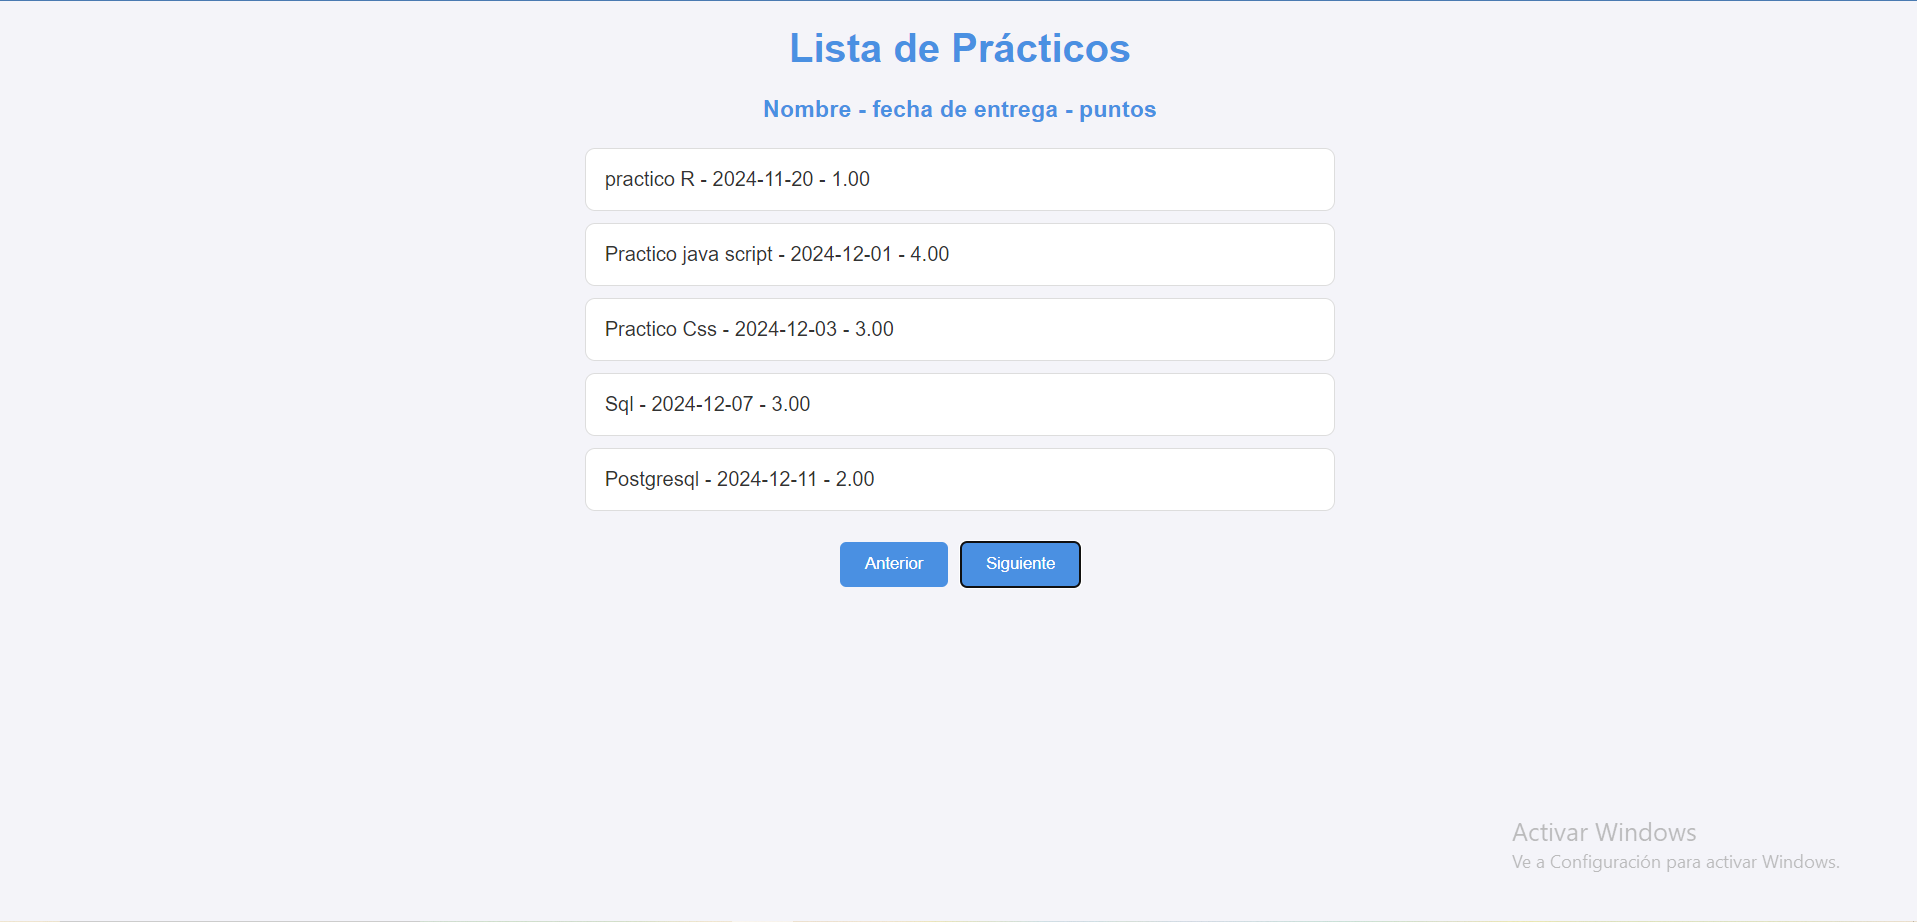 Lista de Prácticos
Nombre - fecha de entrega - puntos
practico R - 2024-11-20 - 1.00
Practico java script - 2024-12-01 - 4.00
Practico Css - 2024-12-03 - 3.00
Sql - 2024-12-07 - 3.00
Postgresql - 2024-12-11 - 2.00
Anterior Siguiente
Activar Windows
Ve a Configuración para activar Windows.